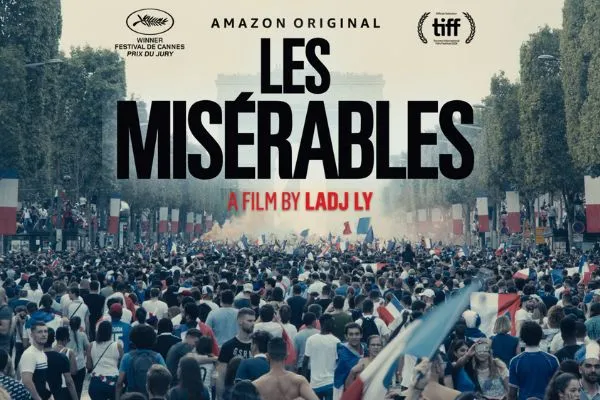 AMAZON ORIGINAL
WINNER
FESTIVAL DE CANNES
PRIX DU JURY
tiff
LES
MISÉRABLES
A FILM BY LADJ LY